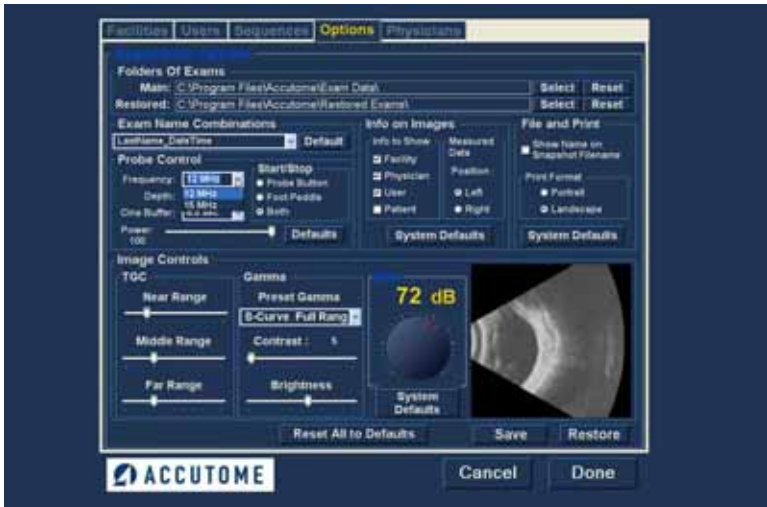 Facilities Users Sequences Options Physicians
Folders Of Exams
Main: C:\Program Files\Accutome\Exam Data\ Select Reset
Restored: C:\Program Files\Accutome\Restored Exams\ Select Reset
Exam Name Combinations Info on Images File and Print
LastName_DateTime Default
Info to Show Measured Data
Show Name on Snapshot Filename
Probe Control Start/Stop
Frequency: 12 MHz Probe Button
12 MHz Foot Peddle
15 MHz
Depth:
Cine Buffer: Both
Facility Position:
Physician
User Left
Patient Right
Print Format
Portrait
Landscape
Power: 100 Defaults System Defaults System Defaults
Image Controls
TGC Gamma
Near Range Preset Gamma 72 dB
S-Curve Full Rang
Middle Range Contrast :
Far Range Brightness
System Defaults
Reset All to Defaults Save Restore
ACCUTOME Cancel Done